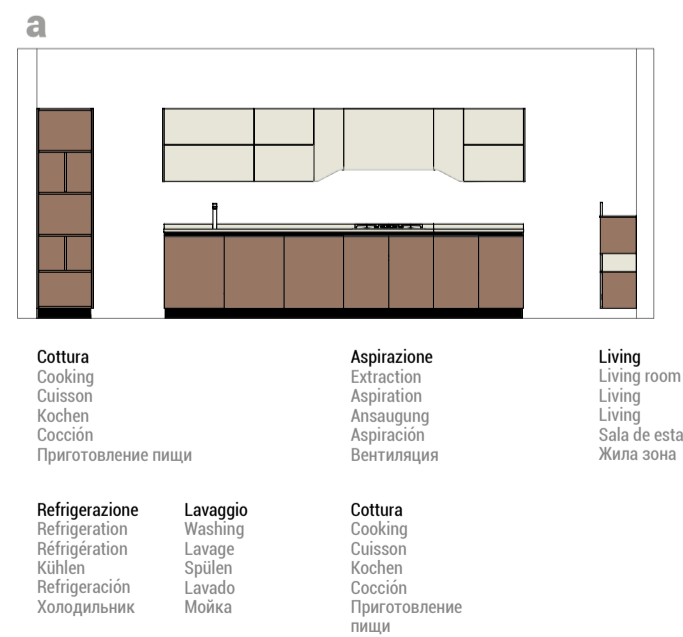 a
Cottura
Cooking
Cuisson
Kochen
Cocción
Приготовление пищи
Aspirazione
Extraction
Aspiration
Ansaugung
Aspiración
Вентиляция
Living
Living room
Living
Living
Sala de esta
Жила зона
Refrigerazione
Refrigeration
Réfrigération
Kühlen
Refrigeración
Холодильник
Lavaggio
Washing
Lavage
Spülen
Lavado
Мойка
Cottura
Cooking
Cuisson
Kochen
Cocción
Приготовление
пищи